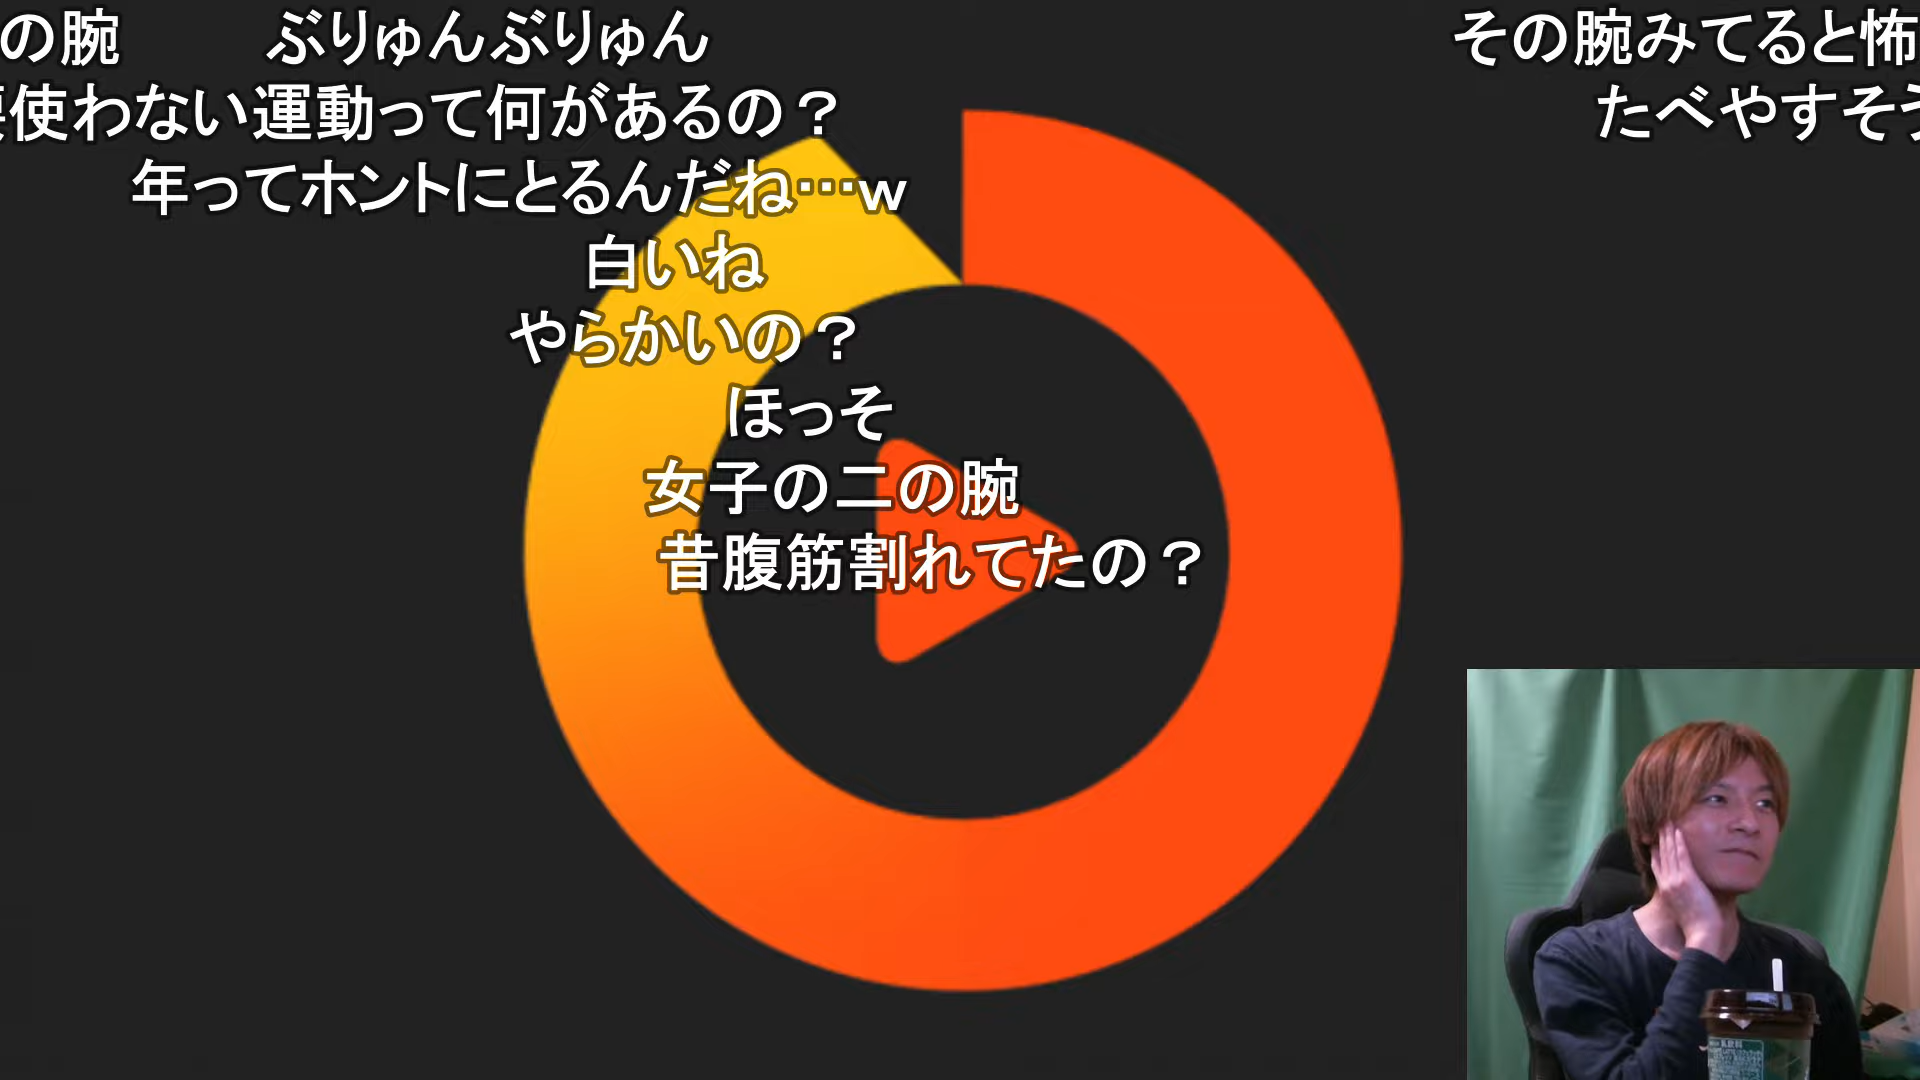 の腕
ぶりゅんぶりゅん
その腕みてると怖
使わない運動って何があるの？
たべやすそう
年ってホントにとるんだね…w
白いね
やらかいの？
ほっそ
女子の二の腕
昔腹筋割れてたの？